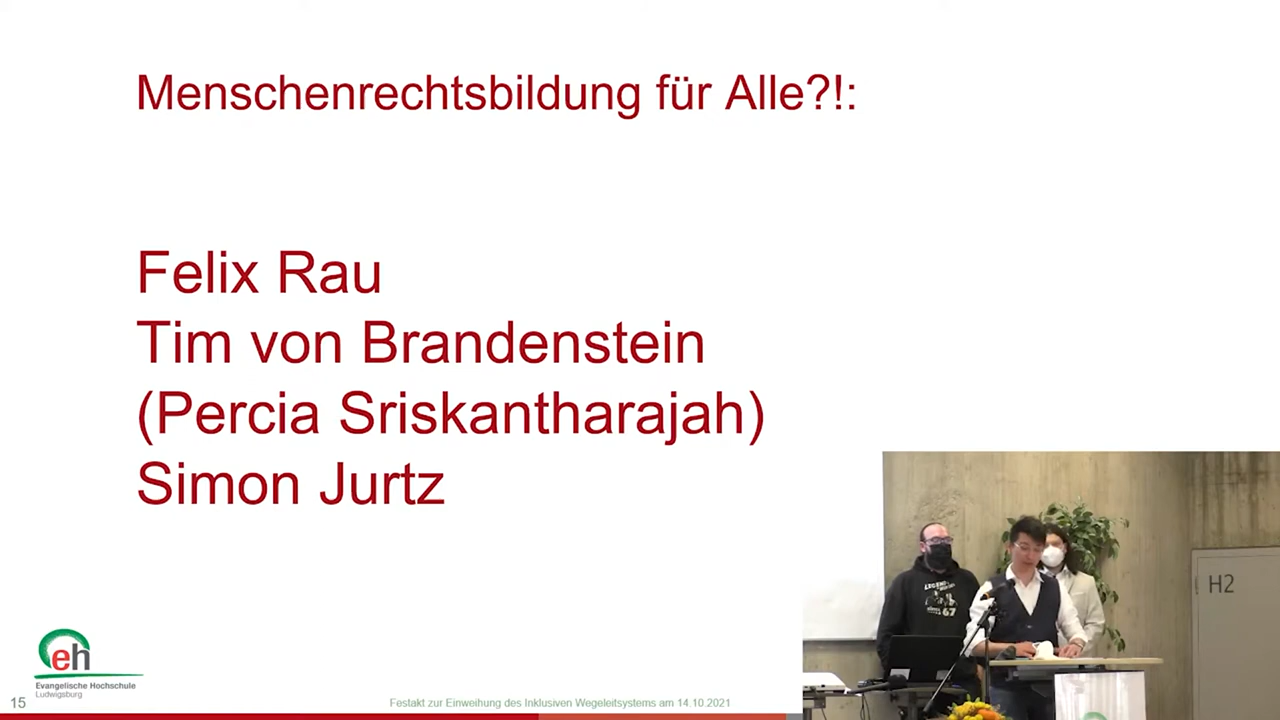 Menschenrechtsbildung für Alle?!:
Felix Rau
Tim von Brandenstein
(Percia Sriskantharajah)
Simon Jurtz
H2
67
eh
Evangelische Hochschule
Ludwigsburg
15
Festakt zur Einweihung des Inklusiven Wegeleitsystems am 14.10.2021